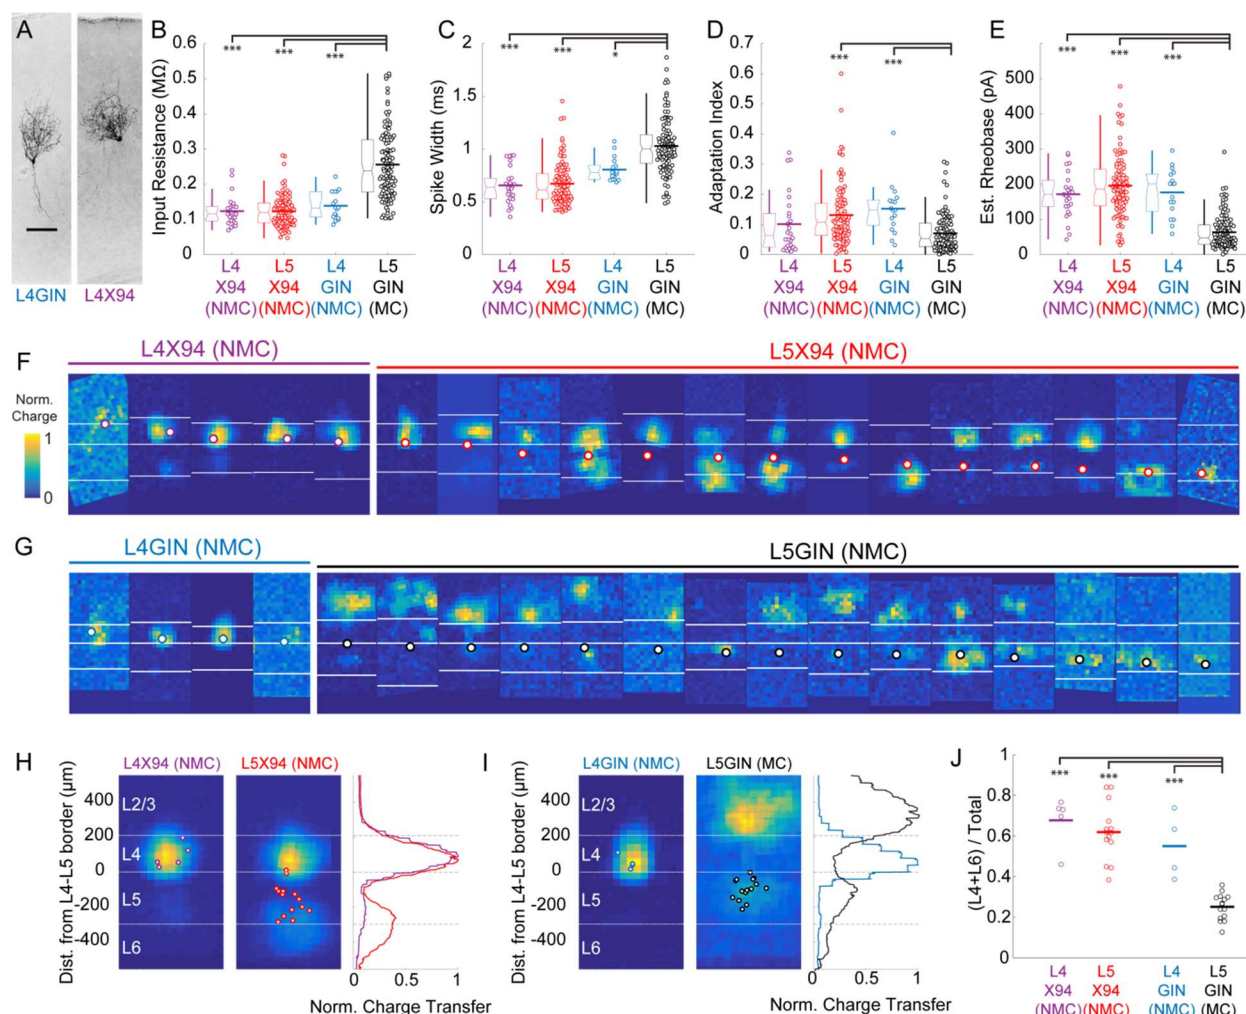 A
L4GIN
L4X94
B
Input Resistance (MΩ)
0.6
0.5
0.4
0.3
0.2
0.1
0
***
***
***
L4 L5 L4 L5
X94 X94 GIN GIN
(NMC) (NMC) (NMC) (MC)
C
Spike Width (ms)
2
1.5
1
0.5
0
***
***
*
L4 L5 L4 L5
X94 X94 GIN GIN
(NMC) (NMC) (NMC) (MC)
D
Adaptation Index
0.7
0.6
0.5
0.4
0.3
0.2
0.1
0
***
***
L4 L5 L4 L5
X94 X94 GIN GIN
(NMC) (NMC) (NMC) (MC)
E
Est. Rheobase (pA)
500
400
300
200
100
0
***
***
***
L4 L5 L4 L5
X94 X94 GIN GIN
(NMC) (NMC) (NMC) (MC)
F
L4X94 (NMC)
L5X94 (NMC)
Norm.
Charge
1
0
G
L4GIN (NMC)
L5GIN (NMC)
H
L4X94 (NMC) L5X94 (NMC)
Dist. from L4-L5 border (µm)
400
200
0
-200
-400
L2/3
L4
L5
L6
0 0.5 1
Norm. Charge Transfer
I
L4GIN (NMC) L5GIN (MC)
Dist. from L4-L5 border (µm)
400
200
0
-200
-400
L2/3
L4
L5
L6
0 0.5 1
Norm. Charge Transfer
J
(L4+L6) / Total
1
0.8
0.6
0.4
0.2
0
***
***
***
L4 L5 L4 L5
X94 X94 GIN GIN
(NMC) (NMC) (NMC) (MC)